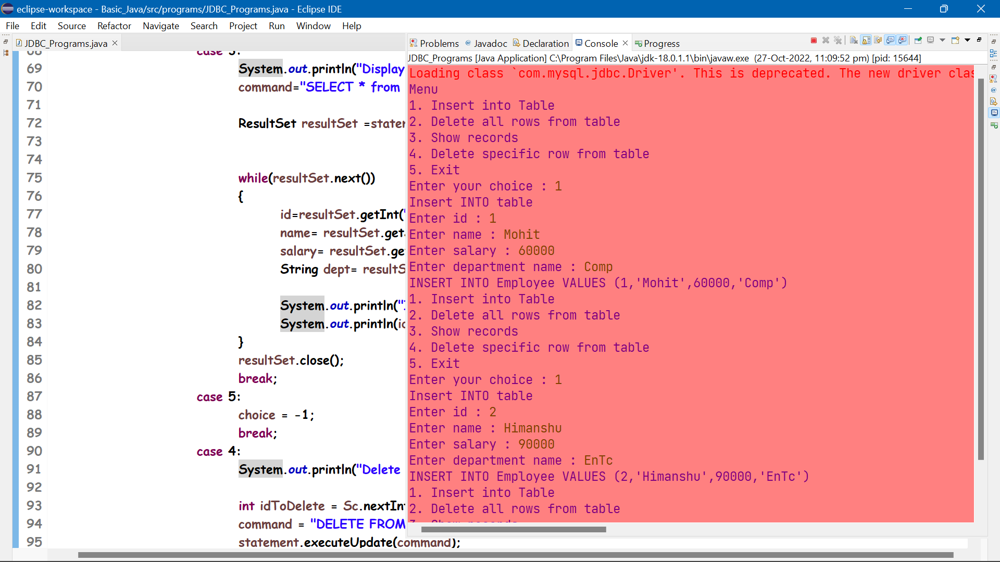 eclipse-workspace - Basic_Java/src/programs/JDBC_Programs.java - Eclipse IDE
File Edit Source Refactor Navigate Search Project Run Window Help
JDBC_Programs.java
69 System.out.println("Display
70 command="SELECT * from
71
72 ResultSet resultSet =
73
74
75 while(resultSet.next())
76 {
77 id=resultSet.getInt(
78 name= resultSet.
79 salary= resultSet.
80 String dept=
81
82 System.out.println("
83 System.out.println(
84 }
85 resultSet.close();
86 break;
87 case 5:
88 choice = -1;
89 break;
90 case 4:
91 System.out.println("Delete
92
93 int idToDelete = Sc.
94 command = "DELETE FROM
95 statement.executeUpdate(command);
Problems Javadoc Declaration Console Progress
JDBC_Programs [Java Application] C:\Program Files\Java\jdk-18.0.1.1\bin\javaw.exe (27-Oct-2022, 11:09:52 pm) [pid: 15644]
Loading class `com.mysql.jdbc.Driver'. This is deprecated. The new driver
Menu
1. Insert into Table
2. Delete all rows from table
3. Show records
4. Delete specific row from table
5. Exit
Enter your choice : 1
Insert INTO table
Enter id : 1
Enter name : Mohit
Enter salary : 60000
Enter department name : Comp
INSERT INTO Employee VALUES (1,'Mohit',60000,'Comp')
1. Insert into Table
2. Delete all rows from table
3. Show records
4. Delete specific row from table
5. Exit
Enter your choice : 1
Insert INTO table
Enter id : 2
Enter name : Himanshu
Enter salary : 90000
Enter department name : EnTc
INSERT INTO Employee VALUES (2,'Himanshu',90000,'EnTc')
1. Insert into Table
2. Delete all rows from table